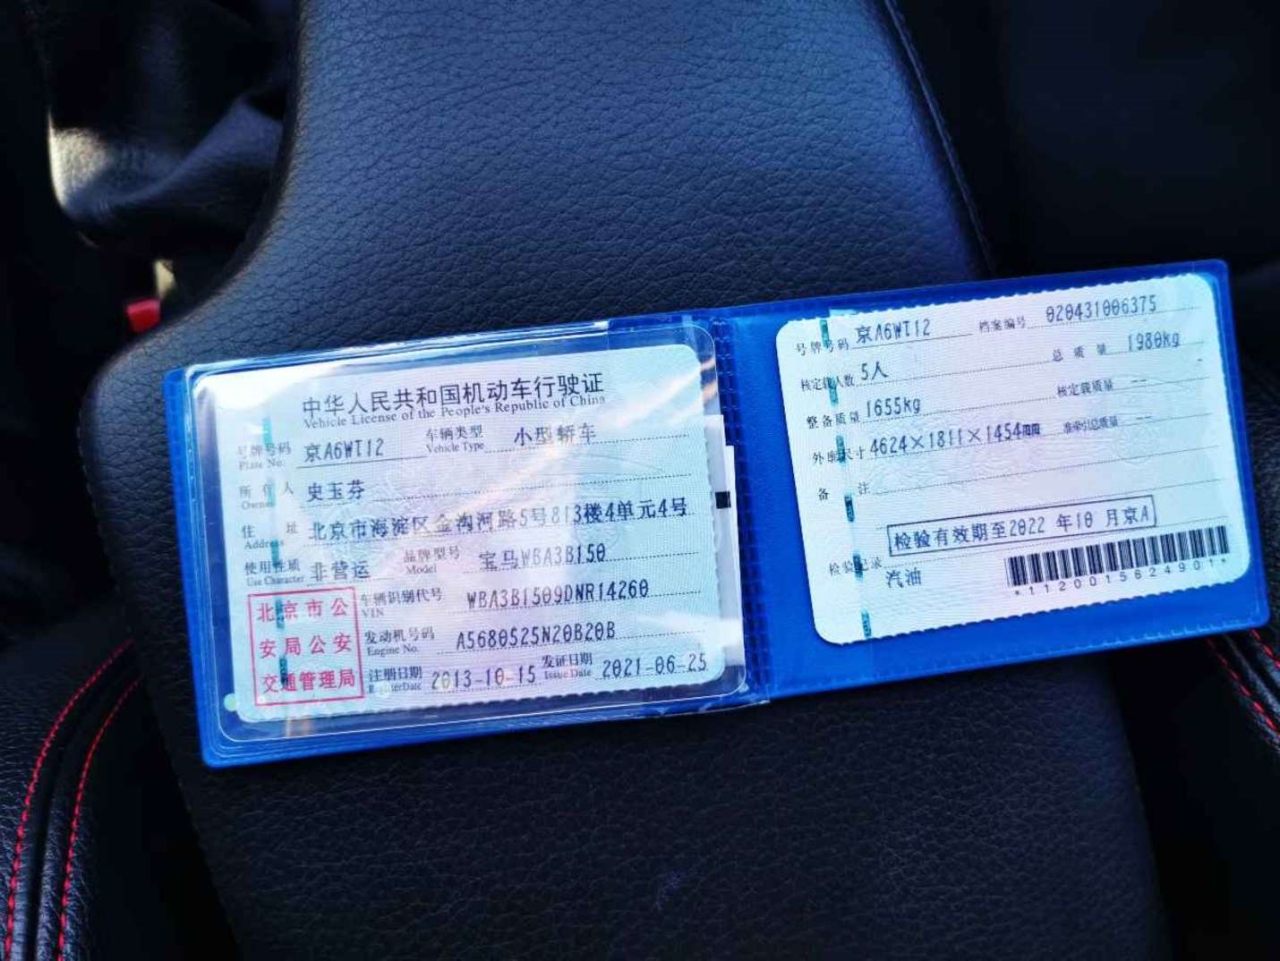 中华人民共和国机动车行驶证
Vehicle License of the People's Republic of China
号牌号码 京A6WT12 车辆类型 小型轿车
Plate No. Vehicle Type
所有人 史玉芬
Owner
住址 北京市海淀区金沟河路5号813楼4单元4号
Address
使用性质 非营运 品牌型号 宝马WBA3B150
Use Character Model
北京市公
安局公安
交通管理局
车辆识别代号 WBA3B1509DNR14260
VIN
发动机号码 A5680525N20B20B
Engine No.
注册日期 2013-10-15 发证日期 2021-06-25
Register Date Issue Date
号牌号码 京A6WT12 档案编号 020431006375
核定载人数 5人 总质量 1980kg
整备质量 1655kg 核定载质量 --
外廓尺寸 4624×1811×1454mm 准牵引总质量 --
备注
检验有效期至2022年10月京A
检验记录
汽油
*1120015624901*